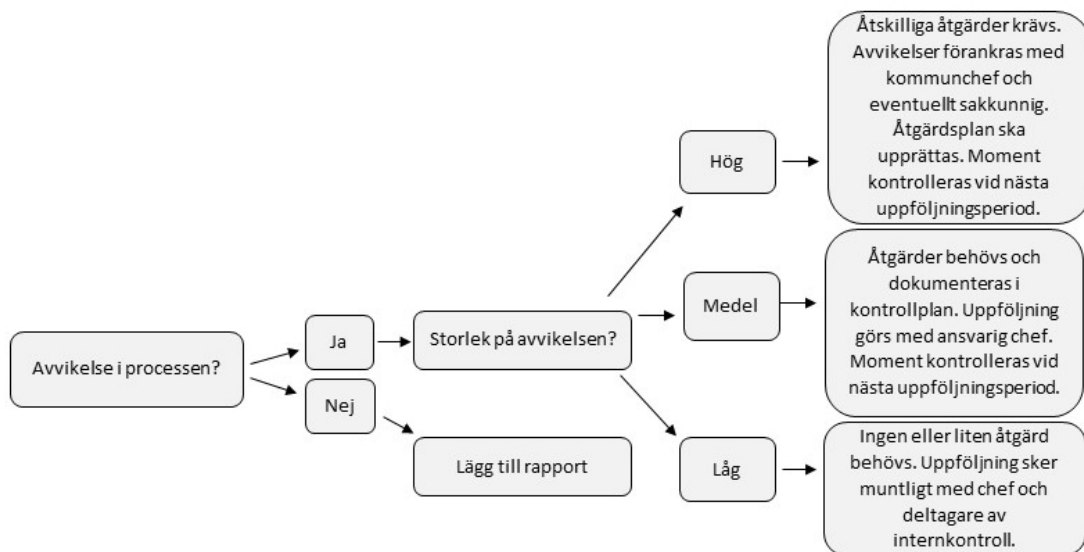 Avvikelse i processen?
Ja
Nej
Storlek på avvikelsen?
Lägg till rapport
Hög
Medel
Låg
Åtskilliga åtgärder krävs.
Avvikelser förankras med
kommunchef och
eventuellt sakkunnig.
Åtgärdsplan ska
upprättas. Moment
kontrolleras vid nästa
uppföljningsperiod.
Åtgärder behövs och
dokumenteras i
kontrollplan. Uppföljning
görs med ansvarig chef.
Moment kontrolleras vid
nästa uppföljningsperiod.
Ingen eller liten åtgärd
behövs. Uppföljning sker
muntligt med chef och
deltagare av
internkontroll.